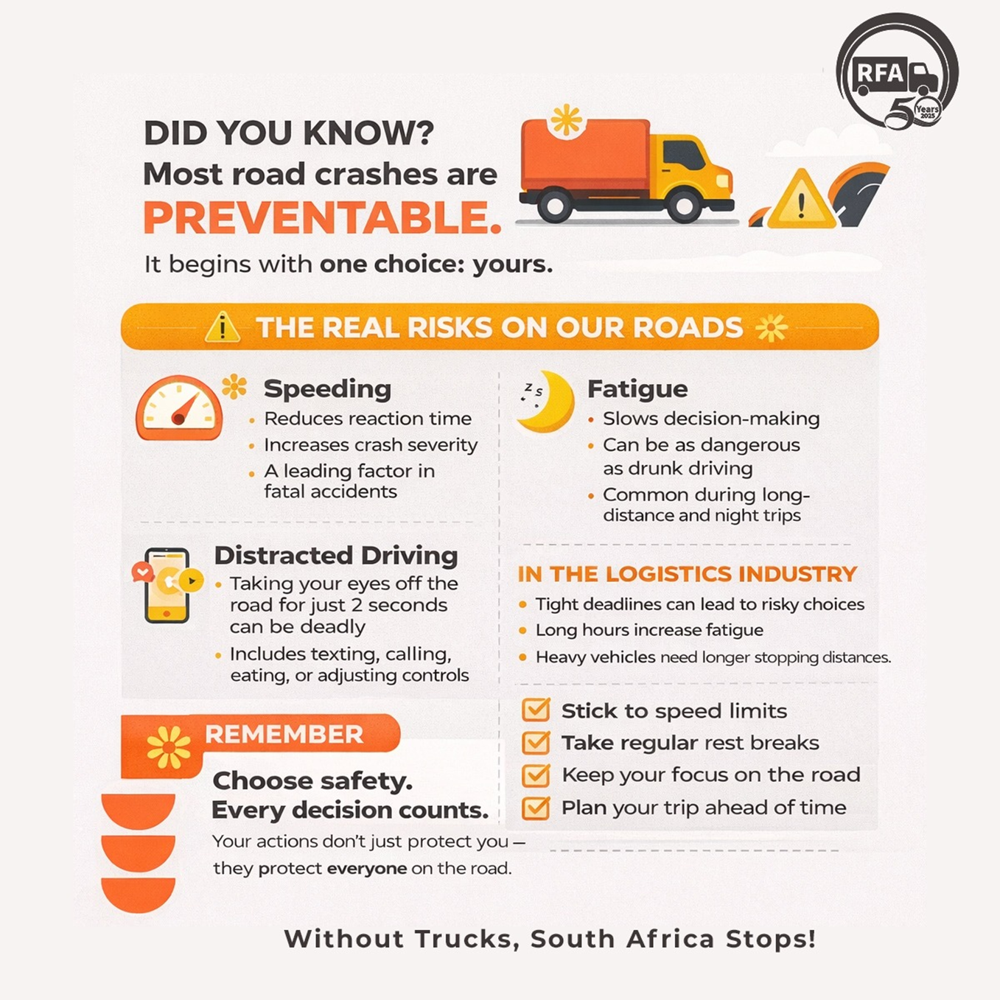 RFA
50 Years
2025
DID YOU KNOW?
Most road crashes are
PREVENTABLE.
It begins with one choice: yours.
THE REAL RISKS ON OUR ROADS
Speeding
• Reduces reaction time
• Increases crash severity
• A leading factor in
fatal accidents
z s
Fatigue
• Slows decision-making
• Can be as dangerous
as drunk driving
• Common during long-
distance and night trips
Distracted Driving
• Taking your eyes off the
road for just 2 seconds
can be deadly
• Includes texting, calling,
eating, or adjusting controls
IN THE LOGISTICS INDUSTRY
• Tight deadlines can lead to risky choices
• Long hours increase fatigue
• Heavy vehicles need longer stopping distances.
Stick to speed limits
Take regular rest breaks
Keep your focus on the road
Plan your trip ahead of time
REMEMBER
Choose safety.
Every decision counts.
Your actions don't just protect you –
they protect everyone on the road.
Without Trucks, South Africa Stops!